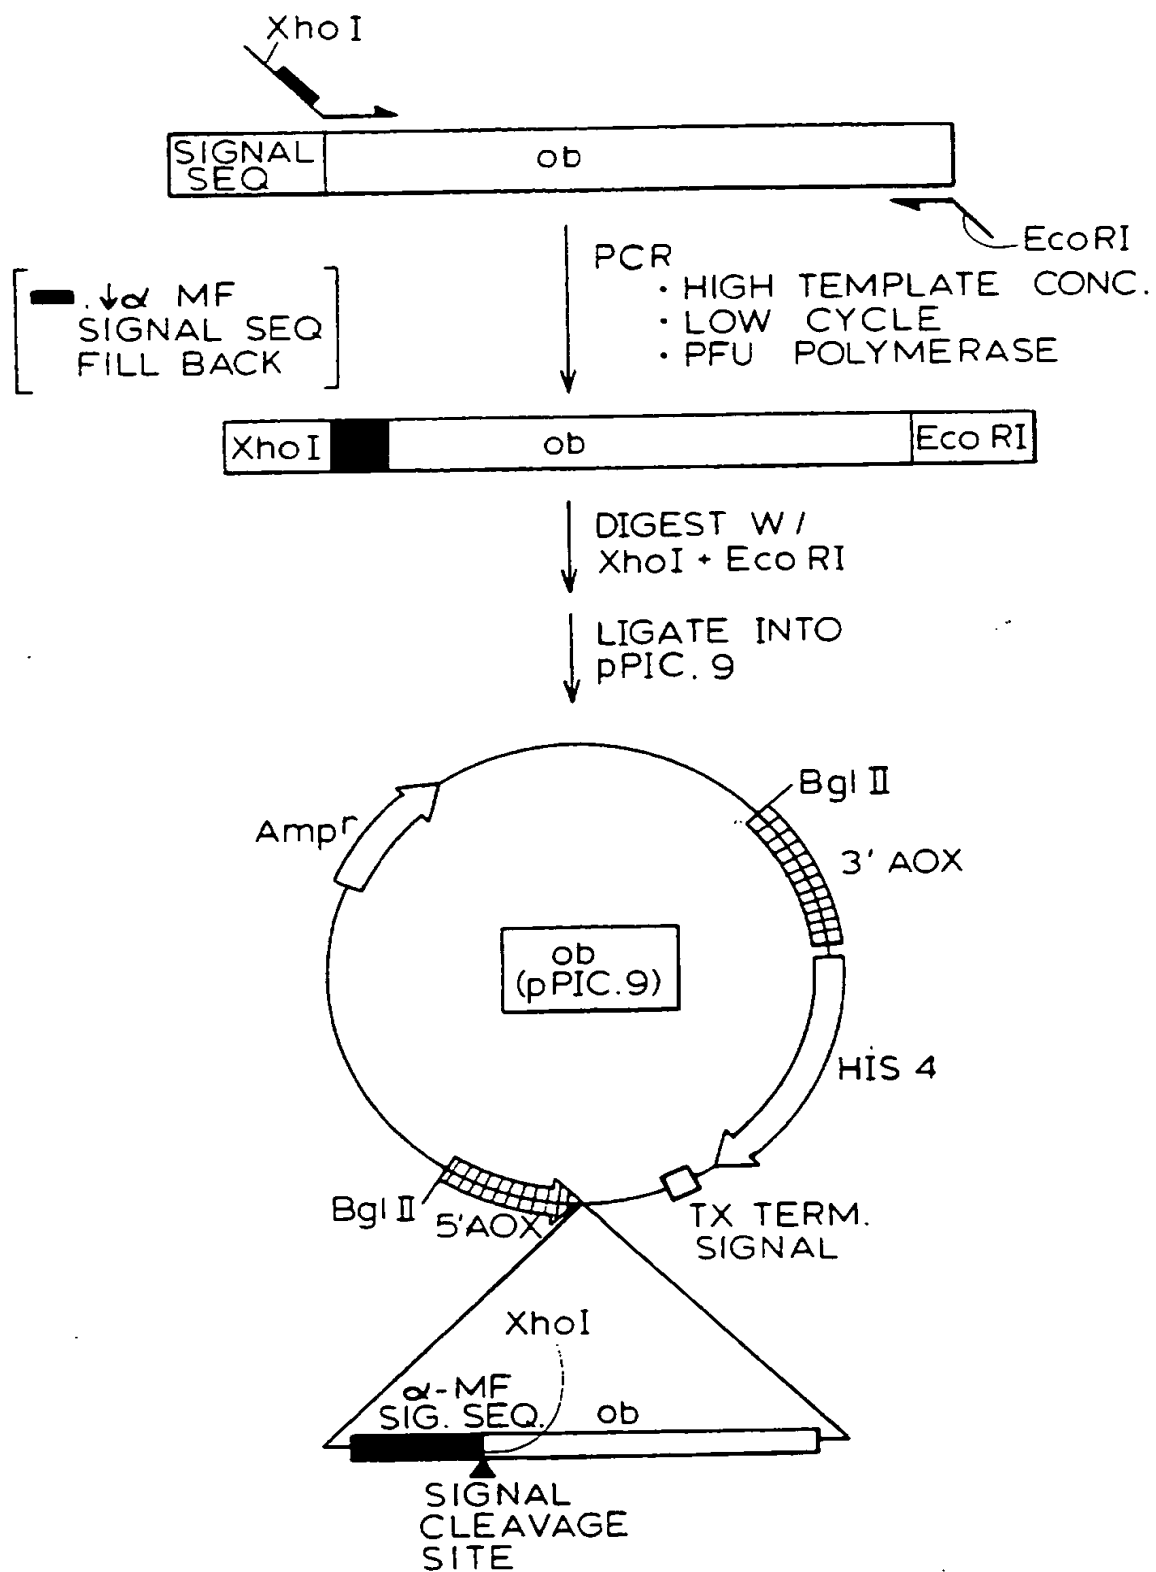 XhoI
SIGNAL
SEQ
ob
EcoRI
PCR
· HIGH TEMPLATE CONC.
· LOW CYCLE
· PFU POLYMERASE
. ↓α MF
SIGNAL SEQ
FILL BACK
XhoI
ob
Eco RI
DIGEST W/
XhoI + Eco RI
LIGATE INTO
pPIC.9
Bgl II
Ampr
3' AOX
ob
(pPIC.9)
HIS 4
Bgl II
5'AOX
TX TERM.
SIGNAL
XhoI
α-MF
SIG. SEQ.
ob
SIGNAL
CLEAVAGE
SITE